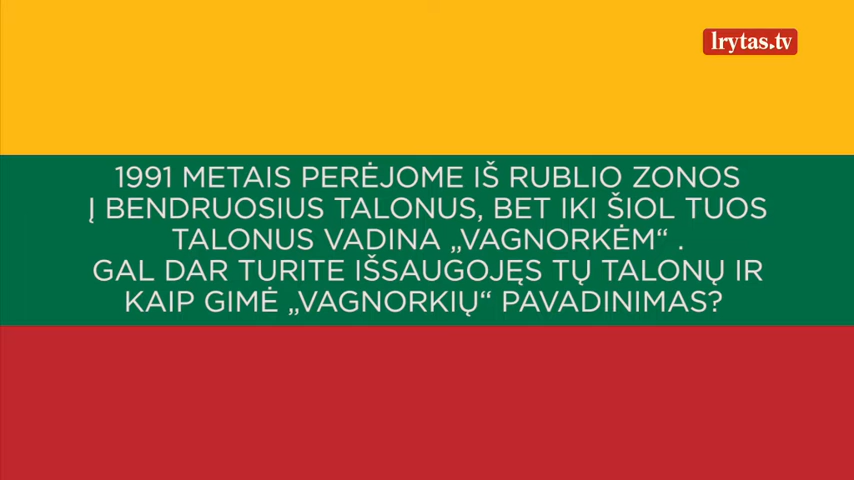 lrytas.tv
1991 METAIS PERĖJOME IŠ RUBLIO ZONOS
Į BENDRUOSIUS TALONUS, BET IKI ŠIOL TUOS
TALONUS VADINA „VAGNORKĖM“ .
GAL DAR TURITE IŠSAUGOJĘS TŲ TALONŲ IR
KAIP GIMĖ „VAGNORKIŲ“ PAVADINIMAS?